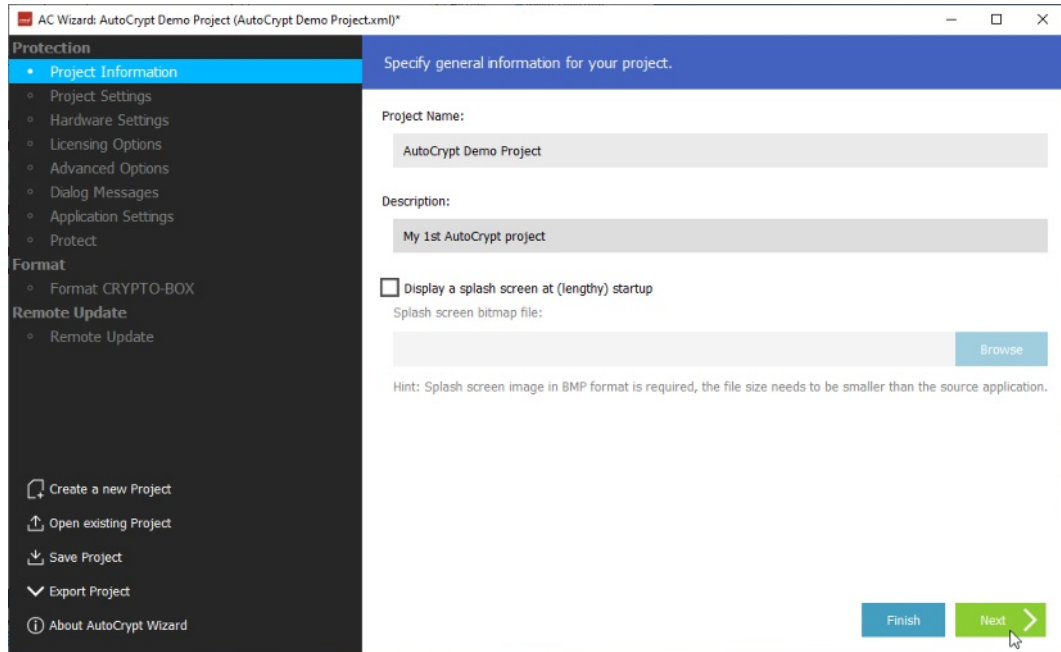 AC Wizard: AutoCrypt Demo Project (AutoCrypt Demo Project.xml)*
Protection
Project Information
Project Settings
Hardware Settings
Licensing Options
Advanced Options
Dialog Messages
Application Settings
Protect
Format
Format CRYPTO-BOX
Remote Update
Remote Update
Create a new Project
Open existing Project
Save Project
Export Project
About AutoCrypt Wizard
Specify general information for your project.
Project Name:
AutoCrypt Demo Project
Description:
My 1st AutoCrypt project
Display a splash screen at (lengthy) startup
Splash screen bitmap file:
Browse
Hint: Splash screen image in BMP format is required, the file size needs to be smaller than the source application.
Finish
Next